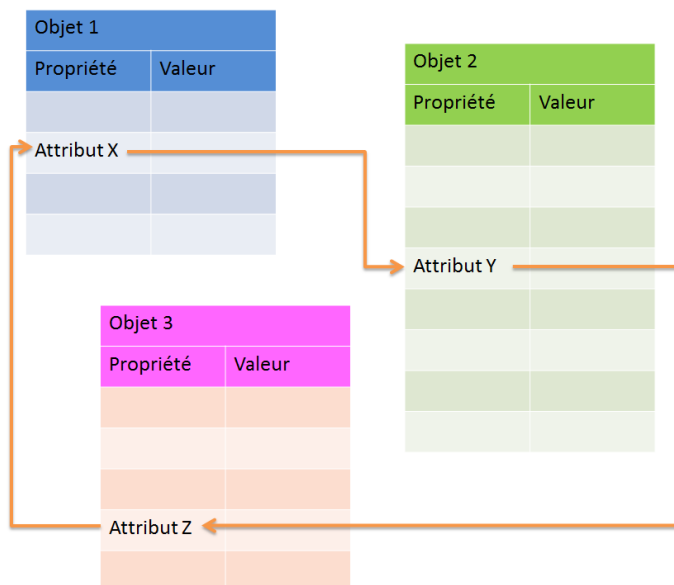 Objet 1
Propriété Valeur
Attribut X
Objet 2
Propriété Valeur
Attribut Y
Objet 3
Propriété Valeur
Attribut Z